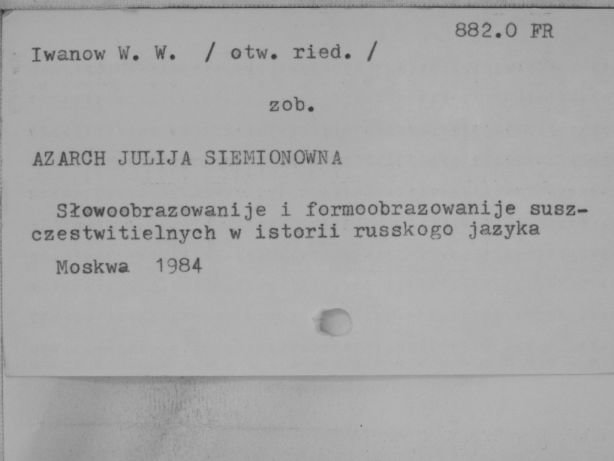 882.0 FR
Iwanow W. W. / otw. ried. /
zob.
AZARCH JULIJA SIEMIONOWNA
Słowoobrazowanije i formoobrazowanije susz-
czestwitielnych w istorii russkogo jazyka
Moskwa 1984